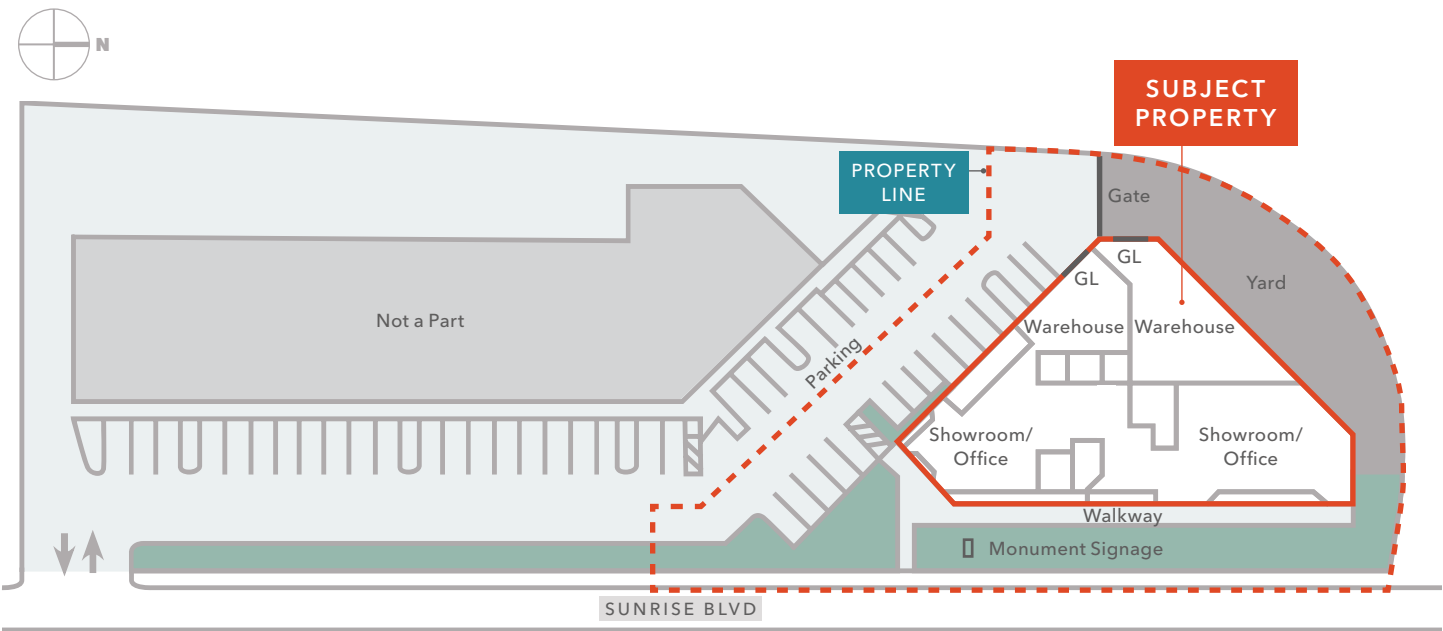 N
SUBJECT
PROPERTY
PROPERTY
LINE
Gate
GL
GL
Yard
Not a Part
Warehouse
Warehouse
Parking
Showroom/
Office
Showroom/
Office
Walkway
Monument Signage
SUNRISE BLVD